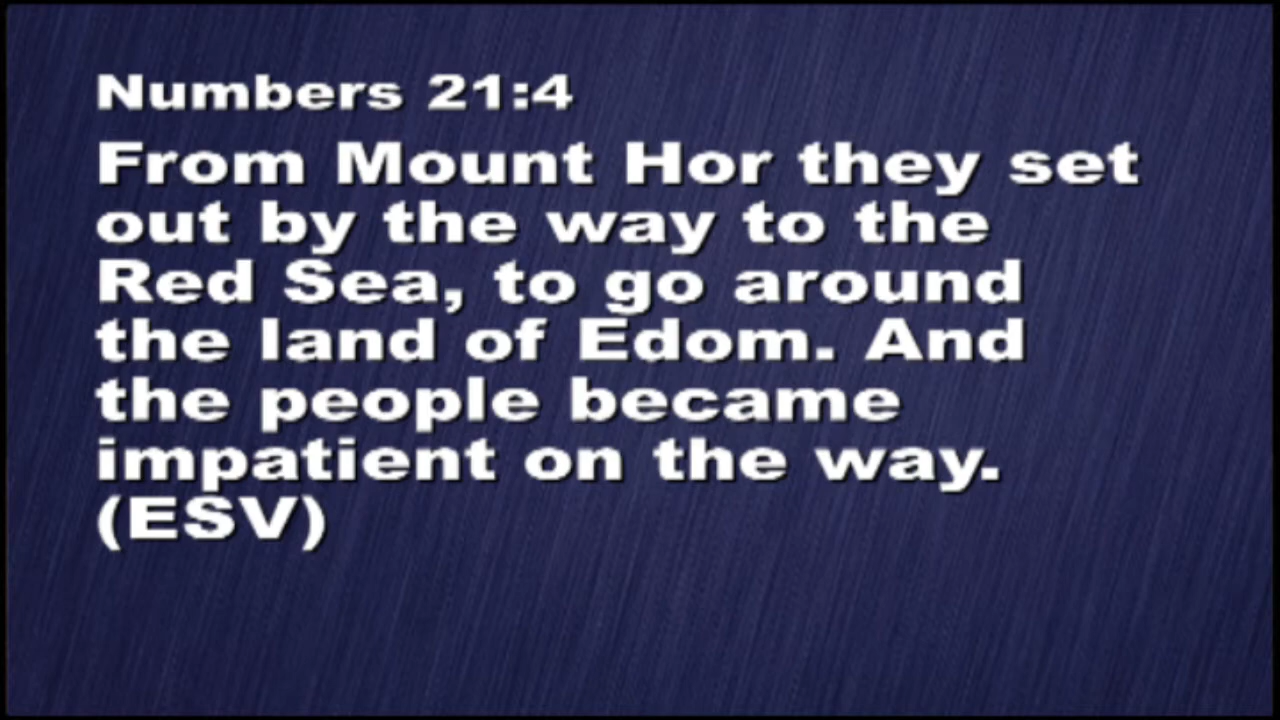 Numbers 21:4
From Mount Hor they set
out by the way to the
Red Sea, to go around
the land of Edom. And
the people became
impatient on the way.
(ESV)